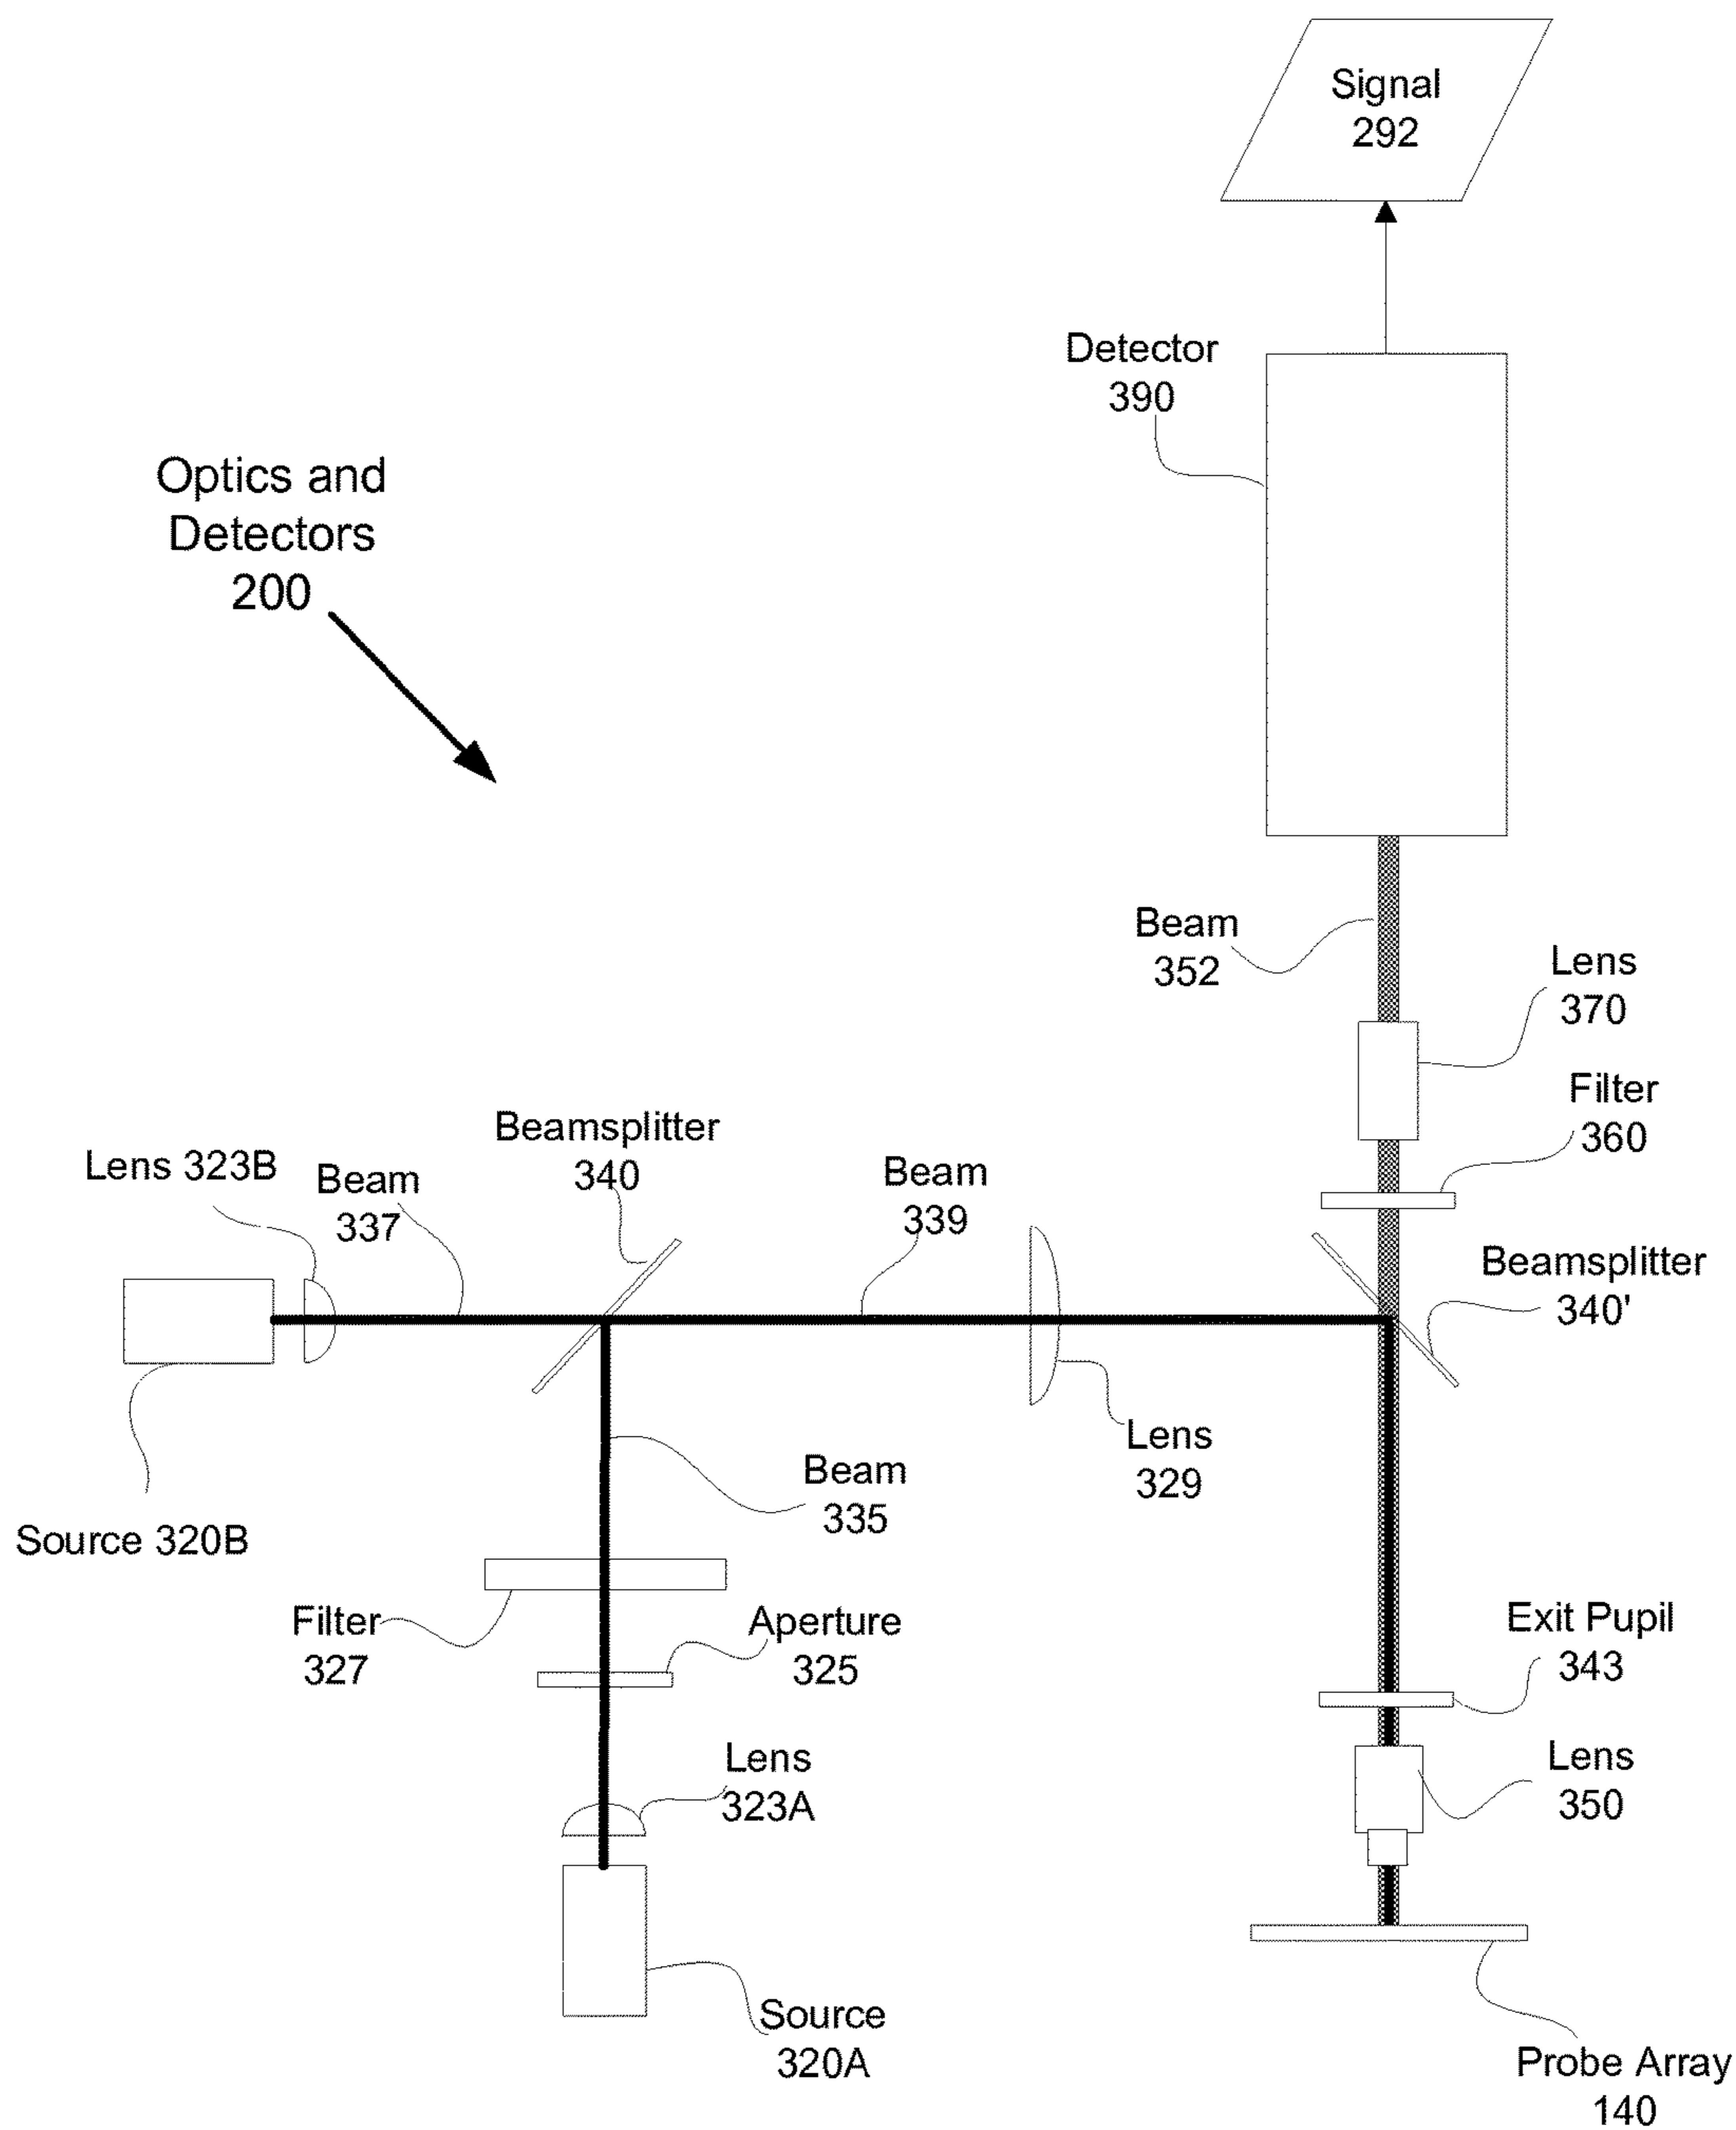 Signal
292
Detector
390
Optics and
Detectors
200
Beam
352
Lens
370
Filter
360
Beamsplitter
340
Lens 323B
Beam
337
Beam
339
Beamsplitter
340'
Lens
329
Beam
335
Source 320B
Filter
327
Aperture
325
Exit Pupil
343
Lens
323A
Lens
350
Source
320A
Probe Array
140